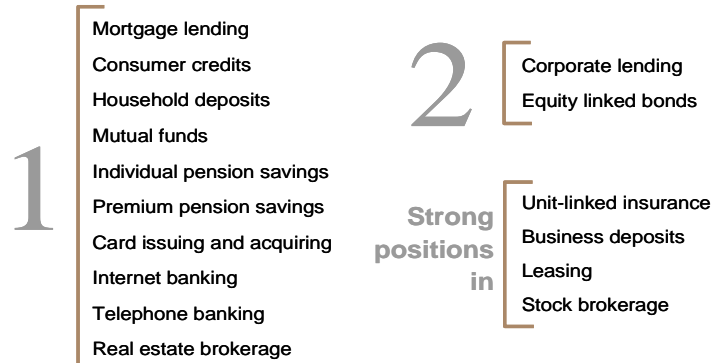 1
Mortgage lending
Consumer credits
Household deposits
Mutual funds
Individual pension savings
Premium pension savings
Card issuing and acquiring
Internet banking
Telephone banking
Real estate brokerage
2
Corporate lending
Equity linked bonds
Strong
positions
in
Unit-linked insurance
Business deposits
Leasing
Stock brokerage